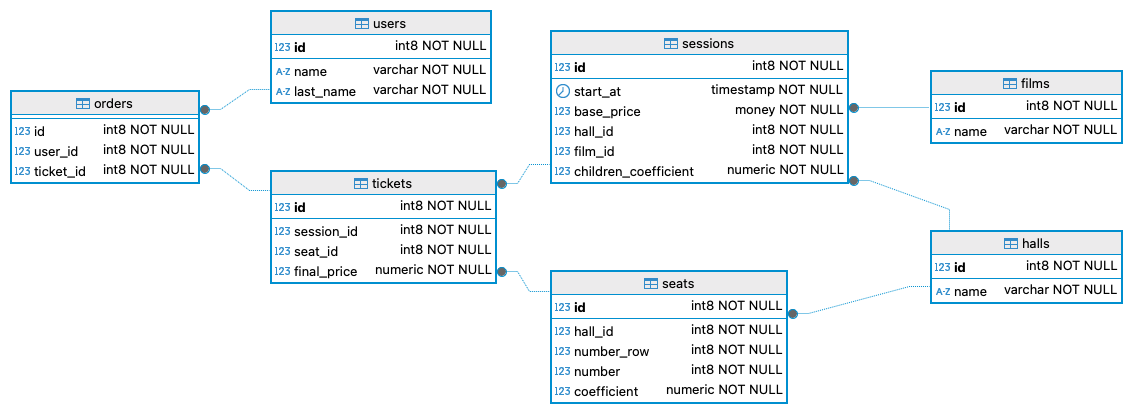 users
123 id int8 NOT NULL
A-Z name varchar NOT NULL
A-Z last_name varchar NOT NULL
orders
123 id int8 NOT NULL
123 user_id int8 NOT NULL
123 ticket_id int8 NOT NULL
tickets
123 id int8 NOT NULL
123 session_id int8 NOT NULL
123 seat_id int8 NOT NULL
123 final_price numeric NOT NULL
sessions
123 id int8 NOT NULL
start_at timestamp NOT NULL
123 base_price money NOT NULL
123 hall_id int8 NOT NULL
123 film_id int8 NOT NULL
123 children_coefficient numeric NOT NULL
seats
123 id int8 NOT NULL
123 hall_id int8 NOT NULL
123 number_row int8 NOT NULL
123 number int8 NOT NULL
123 coefficient numeric NOT NULL
films
123 id int8 NOT NULL
A-Z name varchar NOT NULL
halls
123 id int8 NOT NULL
A-Z name varchar NOT NULL